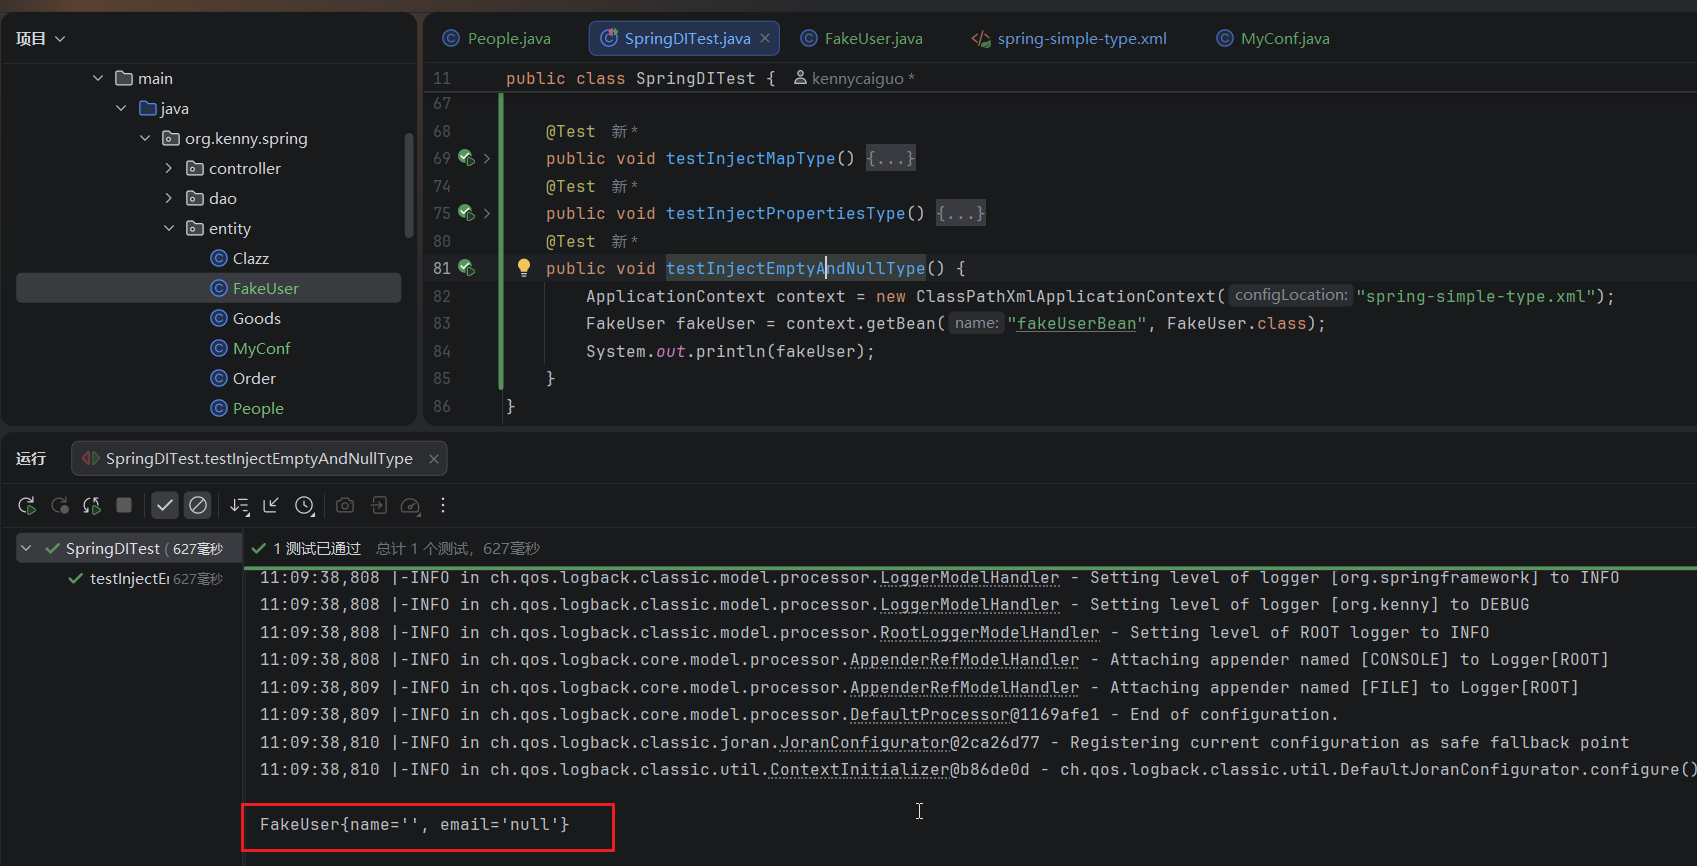 项目
main
java
org.kenny.spring
controller
dao
entity
Clazz
FakeUser
Goods
MyConf
Order
People
People.java
SpringDITest.java
FakeUser.java
spring-simple-type.xml
MyConf.java
11 public class SpringDITest { kennycaiguo *
67
68 @Test 新 *
69 public void testInjectMapType() {...}
74 @Test 新 *
75 public void testInjectPropertiesType() {...}
80 @Test 新 *
81 public void testInjectEmptyAndNullType() {
82 ApplicationContext context = new ClassPathXmlApplicationContext( configLocation: "spring-simple-type.xml");
83 FakeUser fakeUser = context.getBean( name: "fakeUserBean", FakeUser.class);
84 System.out.println(fakeUser);
85 }
86 }
运行
SpringDITest.testInjectEmptyAndNullType
SpringDITest ( 627毫秒
testInjectEi 627毫秒
1 测试已通过 总计 1 个测试，627毫秒
11:09:38,808 |-INFO in ch.qos.logback.classic.model.processor.LoggerModelHandler - Setting level of logger [org.springframework] to INFO
11:09:38,808 |-INFO in ch.qos.logback.classic.model.processor.LoggerModelHandler - Setting level of logger [org.kenny] to DEBUG
11:09:38,808 |-INFO in ch.qos.logback.classic.model.processor.RootLoggerModelHandler - Setting level of ROOT logger to INFO
11:09:38,808 |-INFO in ch.qos.logback.core.model.processor.AppenderRefModelHandler - Attaching appender named [CONSOLE] to Logger[ROOT]
11:09:38,809 |-INFO in ch.qos.logback.core.model.processor.AppenderRefModelHandler - Attaching appender named [FILE] to Logger[ROOT]
11:09:38,809 |-INFO in ch.qos.logback.core.model.processor.DefaultProcessor@1169afe1 - End of configuration.
11:09:38,810 |-INFO in ch.qos.logback.classic.joran.JoranConfigurator@2ca26d77 - Registering current configuration as safe fallback point
11:09:38,810 |-INFO in ch.qos.logback.classic.util.ContextInitializer@b86de0d - ch.qos.logback.classic.util.DefaultJoranConfigurator.configure()
FakeUser{name='', email='null'}